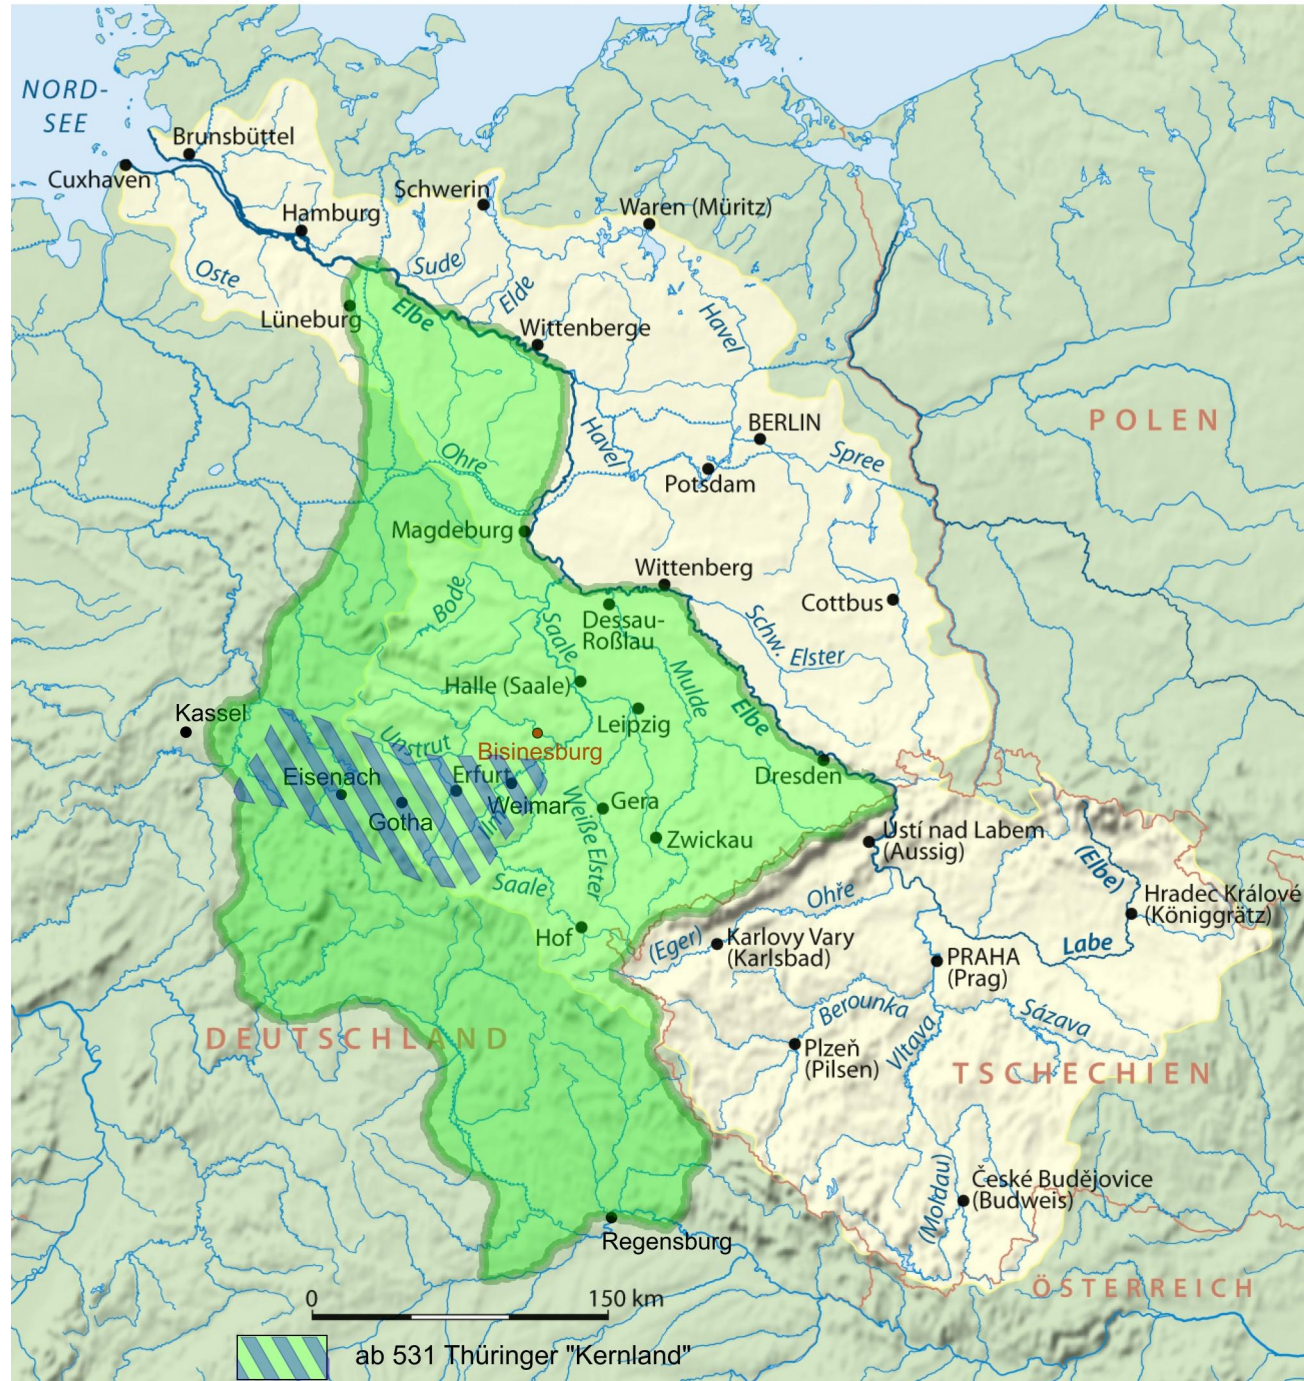 NORD-
SEE
Brunsbüttel
Cuxhaven
Schwerin
Hamburg
Waren (Müritz)
Oste
Sude
Elde
Lüneburg
Elbe
Wittenberge
Havel
POLEN
BERLIN
Havel
Spree
Ohre
Potsdam
Magdeburg
Wittenberg
Bode
Cottbus
Dessau-
Roßlau
Saale
Schw. Elster
Mulde
Halle (Saale)
Elbe
Kassel
Leipzig
Unstrut
Bisinesburg
Eisenach
Erfurt
Dresden
Weimar
Gera
Gotha
Ilm
Weiße Elster
Zwickau
Ústí nad Labem
(Aussig)
(Elbe)
Saale
Ohře
Hradec Králové
(Königgrätz)
Hof
(Eger)
Karlovy Vary
(Karlsbad)
Labe
PRAHA
(Prag)
DEUTSCHLAND
Berounka
Sázava
Vltava
Plzeň
(Pilsen)
TSCHECHIEN
(Moldau)
České Budějovice
(Budweis)
Regensburg
ÖSTERREICH
0 150 km
ab 531 Thüringer "Kernland"